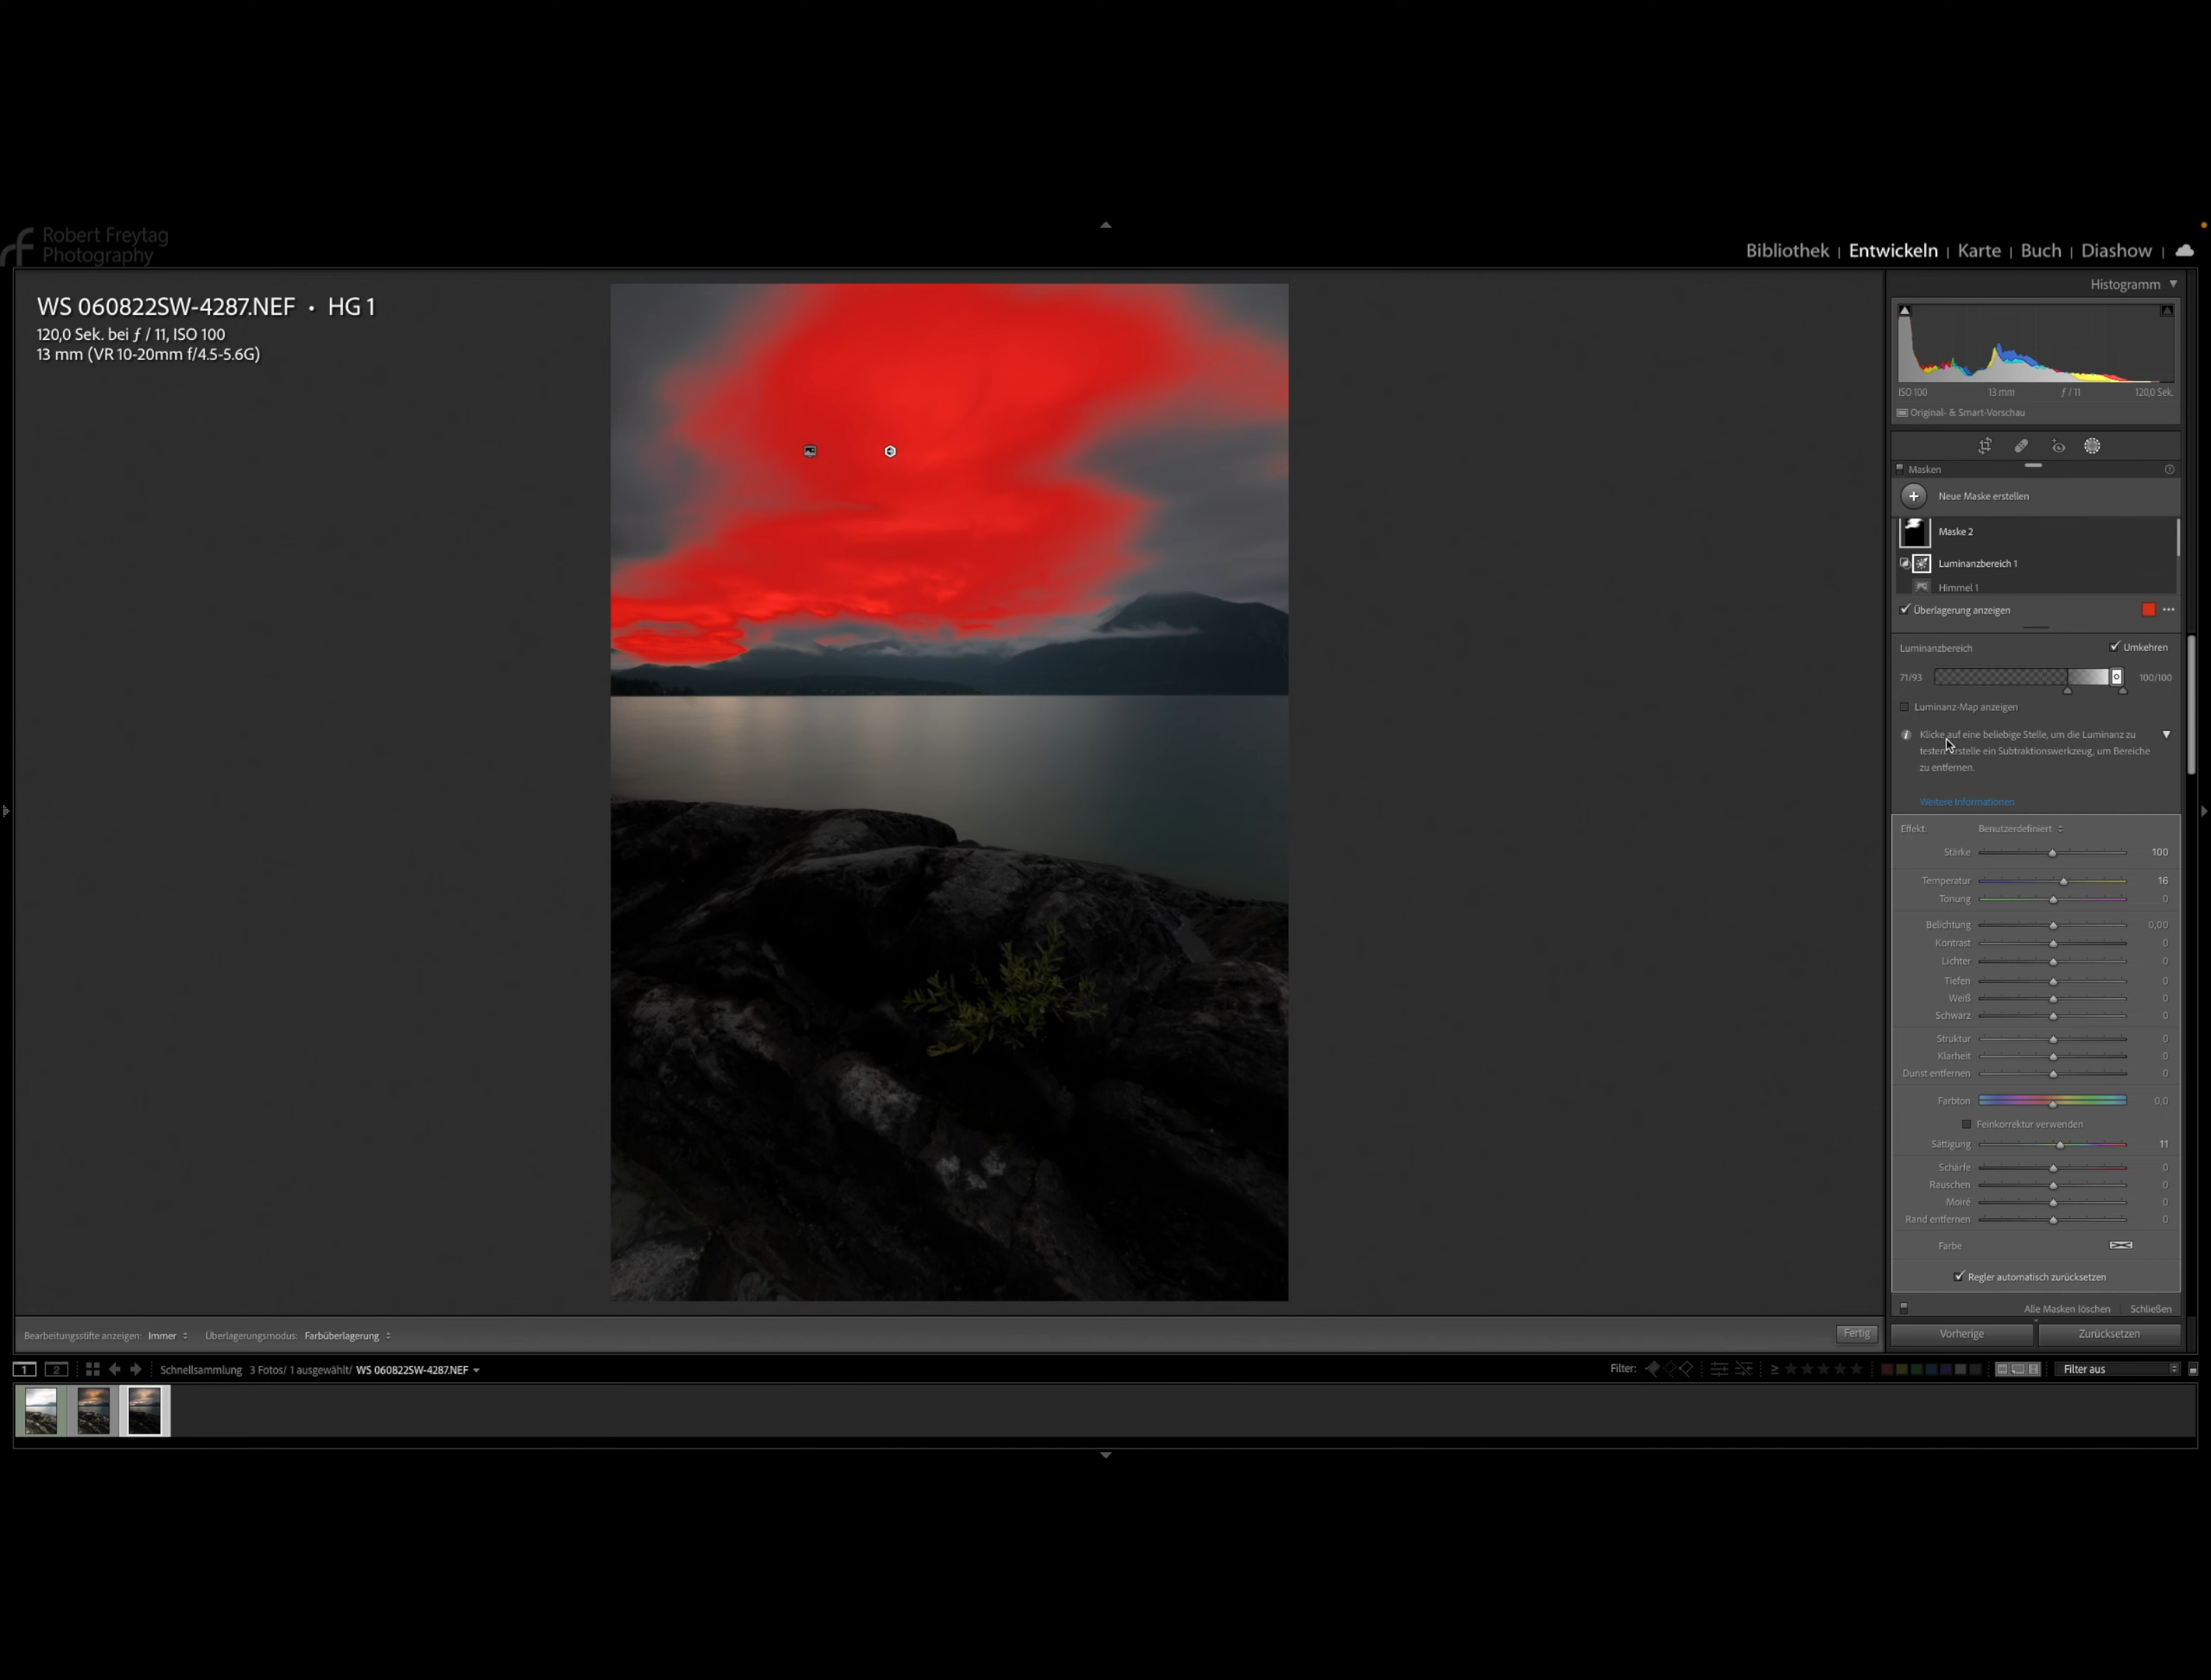 Robert Freytag
Photography
Bibliothek | Entwickeln | Karte | Buch | Diashow |
WS 060822SW-4287.NEF • HG 1
120,0 Sek. bei ƒ / 11, ISO 100
13 mm (VR 10-20mm f/4.5-5.6G)
Histogramm
ISO 100 13 mm ƒ / 11 120,0 Sek.
Original- & Smart-Vorschau
Masken
Neue Maske erstellen
Maske 2
Luminanzbereich 1
Himmel 1
Überlagerung anzeigen
Luminanzbereich Umkehren
71/93 100/100
Luminanz-Map anzeigen
Klicke auf eine beliebige Stelle, um die Luminanz zu
testen. Erstelle ein Subtraktionswerkzeug, um Bereiche
zu entfernen.
Weitere Informationen
Effekt: Benutzerdefiniert
Stärke 100
Temperatur 16
Tonung 0
Belichtung 0,00
Kontrast 0
Lichter 0
Tiefen 0
Weiß 0
Schwarz 0
Struktur 0
Klarheit 0
Dunst entfernen 0
Farbton 0,0
Feinkorrektur verwenden
Sättigung 11
Schärfe 0
Rauschen 0
Moiré 0
Rand entfernen 0
Farbe
Regler automatisch zurücksetzen
Alle Masken löschen Schließen
Bearbeitungsstifte anzeigen: Immer Überlagerungsmodus: Farbüberlagerung Fertig
Vorherige Zurücksetzen
1 2 Schnellsammlung 3 Fotos/ 1 ausgewählt/ WS 060822SW-4287.NEF Filter: ≥ Filter aus